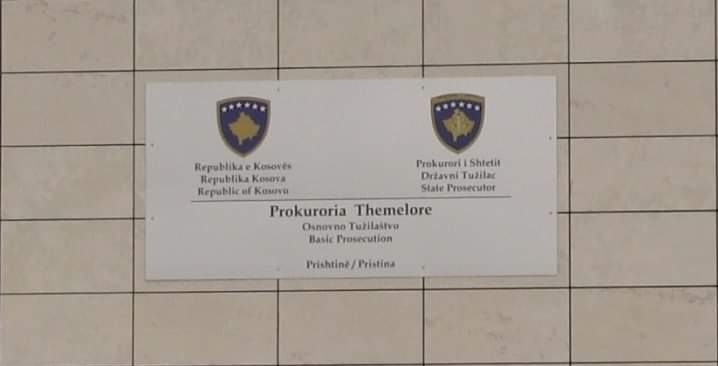 Republika e Kosovës
Republika Kosova
Republic of Kosovo
Prokurori i Shtetit
Državni Tužilac
State Prosecutor
Prokuroria Themelore
Osnovno Tužilaštvo
Basic Prosecution
Prishtinë / Pristina